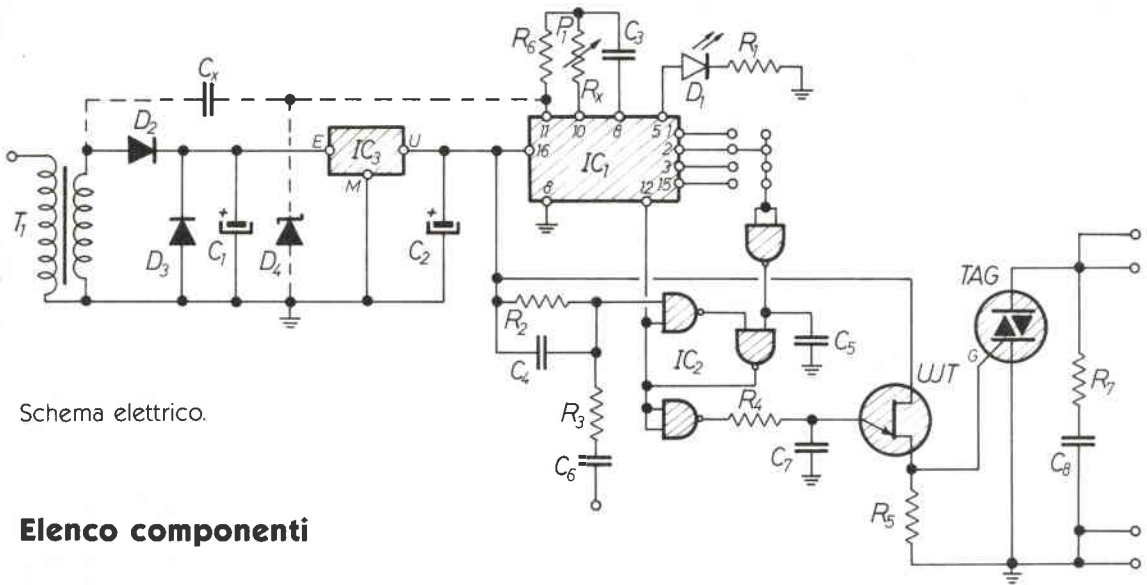 R6
P1
C3
Rx
D1
R1
Cx
D2
E
IC3
U
M
11
10
8
5
1
16
IC1
2
3
15
8
12
T1
D3
+
C1
D4
+
C2
R2
C4
IC2
C5
TAG
G
UJT
R3
R4
C7
R7
C6
C8
R5
Schema elettrico.
Elenco componenti